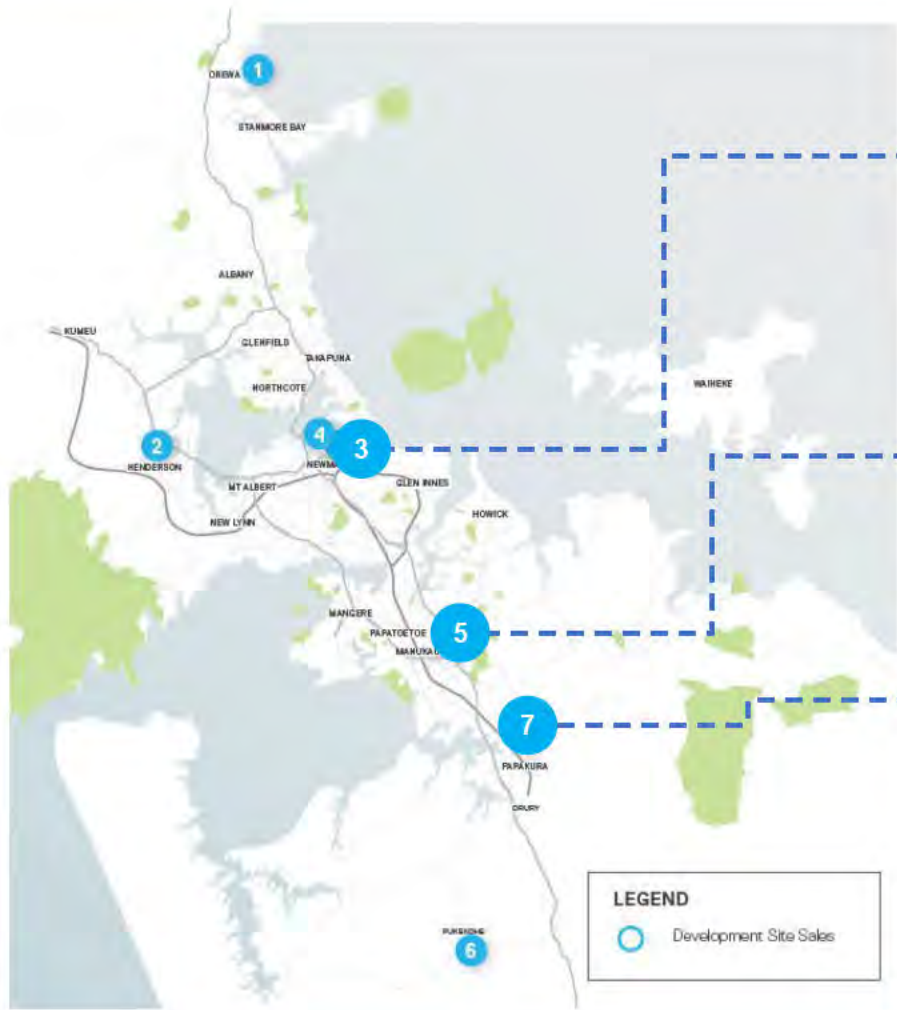 OREWA
1
STANMORE BAY
ALBANY
KUMEU
GLENFIELD
TAKAPUNA
NORTHCOTE
WAIHEKE
4
3
2
HENDERSON
NEWMA
GLEN INNES
MT ALBERT
HOWICK
NEW LYNN
MANGERE
PAPATOETOE
5
MANUKAU
7
PAPAKURA
DRURY
LEGEND
Development Site Sales
PUKEKOHE
6